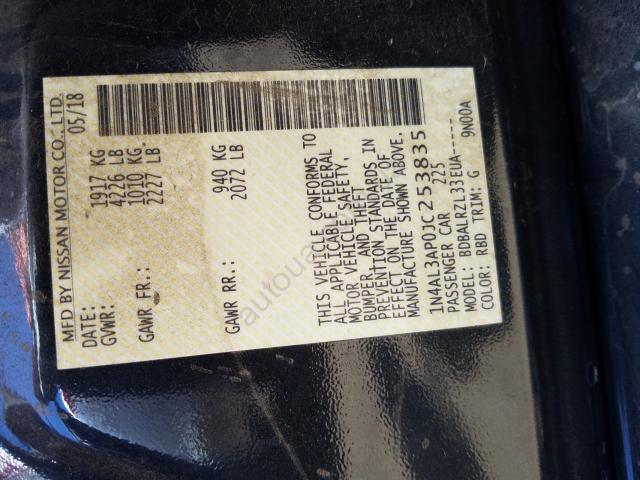 MFD BY NISSAN MOTOR CO., LTD.
DATE: 05/18
GVWR: 1917 KG
4226 LB
GAWR FR.: 1010 KG
2227 LB
GAWR RR.: 940 KG
2072 LB
THIS VEHICLE CONFORMS TO
ALL APPLICABLE FEDERAL
MOTOR VEHICLE SAFETY,
BUMPER, AND THEFT
PREVENTION STANDARDS IN
EFFECT ON THE DATE OF
MANUFACTURE SHOWN ABOVE.
1N4AL3AP0JC253835
PASSENGER CAR 225
MODEL: BDBALRZL33EUA-----
COLOR: RBD TRIM: G 9N00A